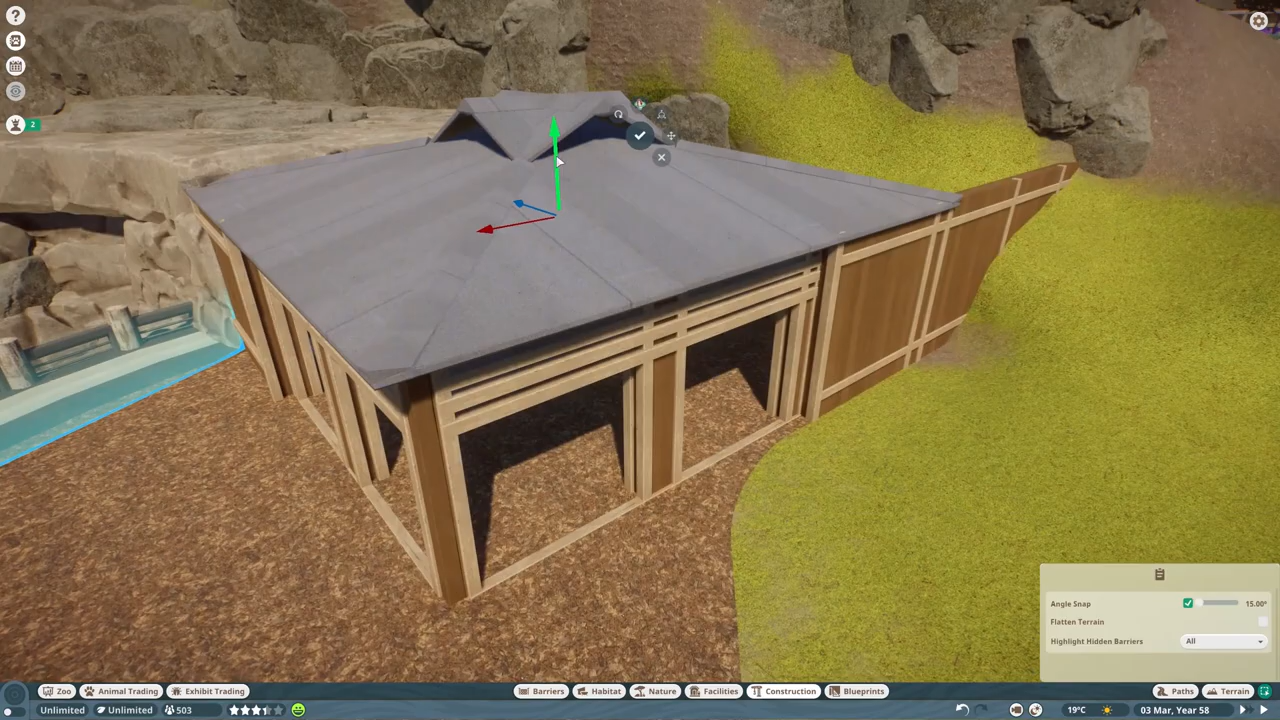 ?
2
Angle Snap 15.00°
Flatten Terrain
Highlight Hidden Barriers All
Zoo Animal Trading Exhibit Trading Barriers Habitat Nature Facilities Construction Blueprints Paths Terrain
Unlimited Unlimited 503 19°C 03 Mar, Year 58